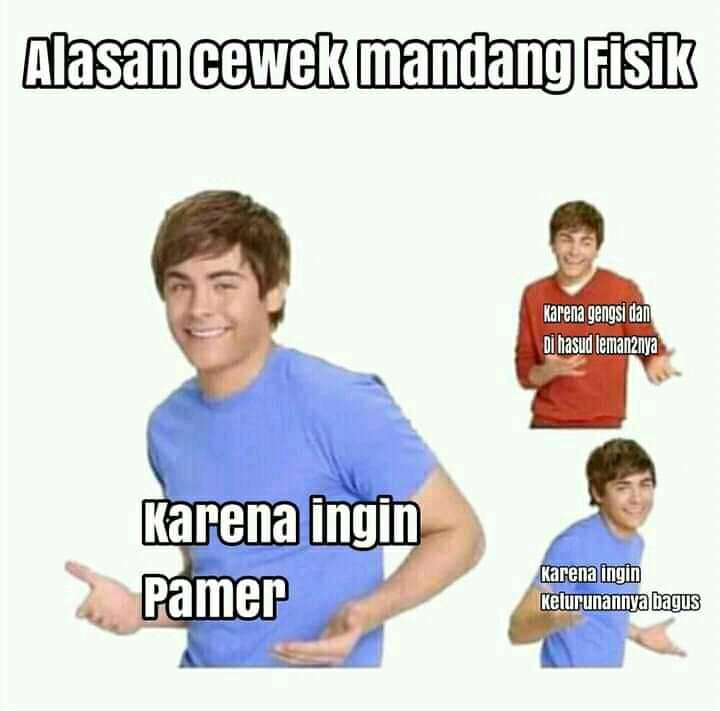 Alasan cewek mandang Fisik
Karena gengsi dan
Di hasud teman2nya
Karena ingin
Pamer
Karena ingin
Keturunannya bagus